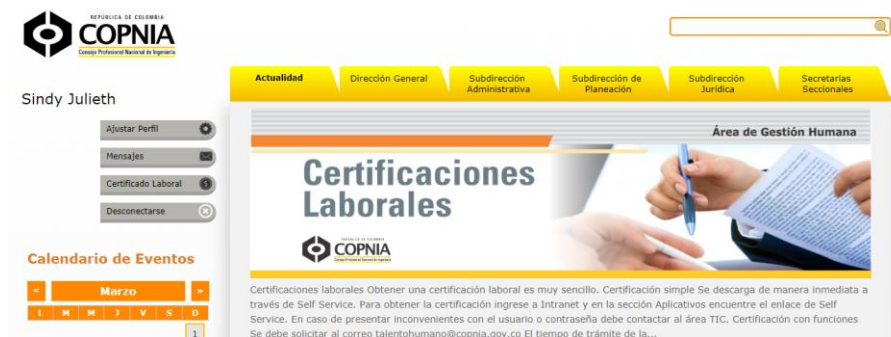 REPÚBLICA DE COLOMBIA
COPNIA
Consejo Profesional Nacional de Ingeniería
Sindy Julieth
Ajustar Perfil
Mensajes
Certificado Laboral
Desconectarse
Calendario de Eventos
« Marzo »
L M M J V S D
1
Actualidad
Dirección General
Subdirección
Administrativa
Subdirección de
Planeación
Subdirección
Jurídica
Secretarías
Seccionales
Área de Gestión Humana
Certificaciones
Laborales
COPNIA
Certificaciones laborales Obtener una certificación laboral es muy sencillo. Certificación simple Se descarga de manera inmediata a
través de Self Service. Para obtener la certificación ingrese a Intranet y en la sección Aplicativos encuentre el enlace de Self
Service. En caso de presentar inconvenientes con el usuario o contraseña debe contactar al área TIC. Certificación con funciones
Se debe solicitar al correo talentohumano@copnia.gov.co El tiempo de trámite de la...